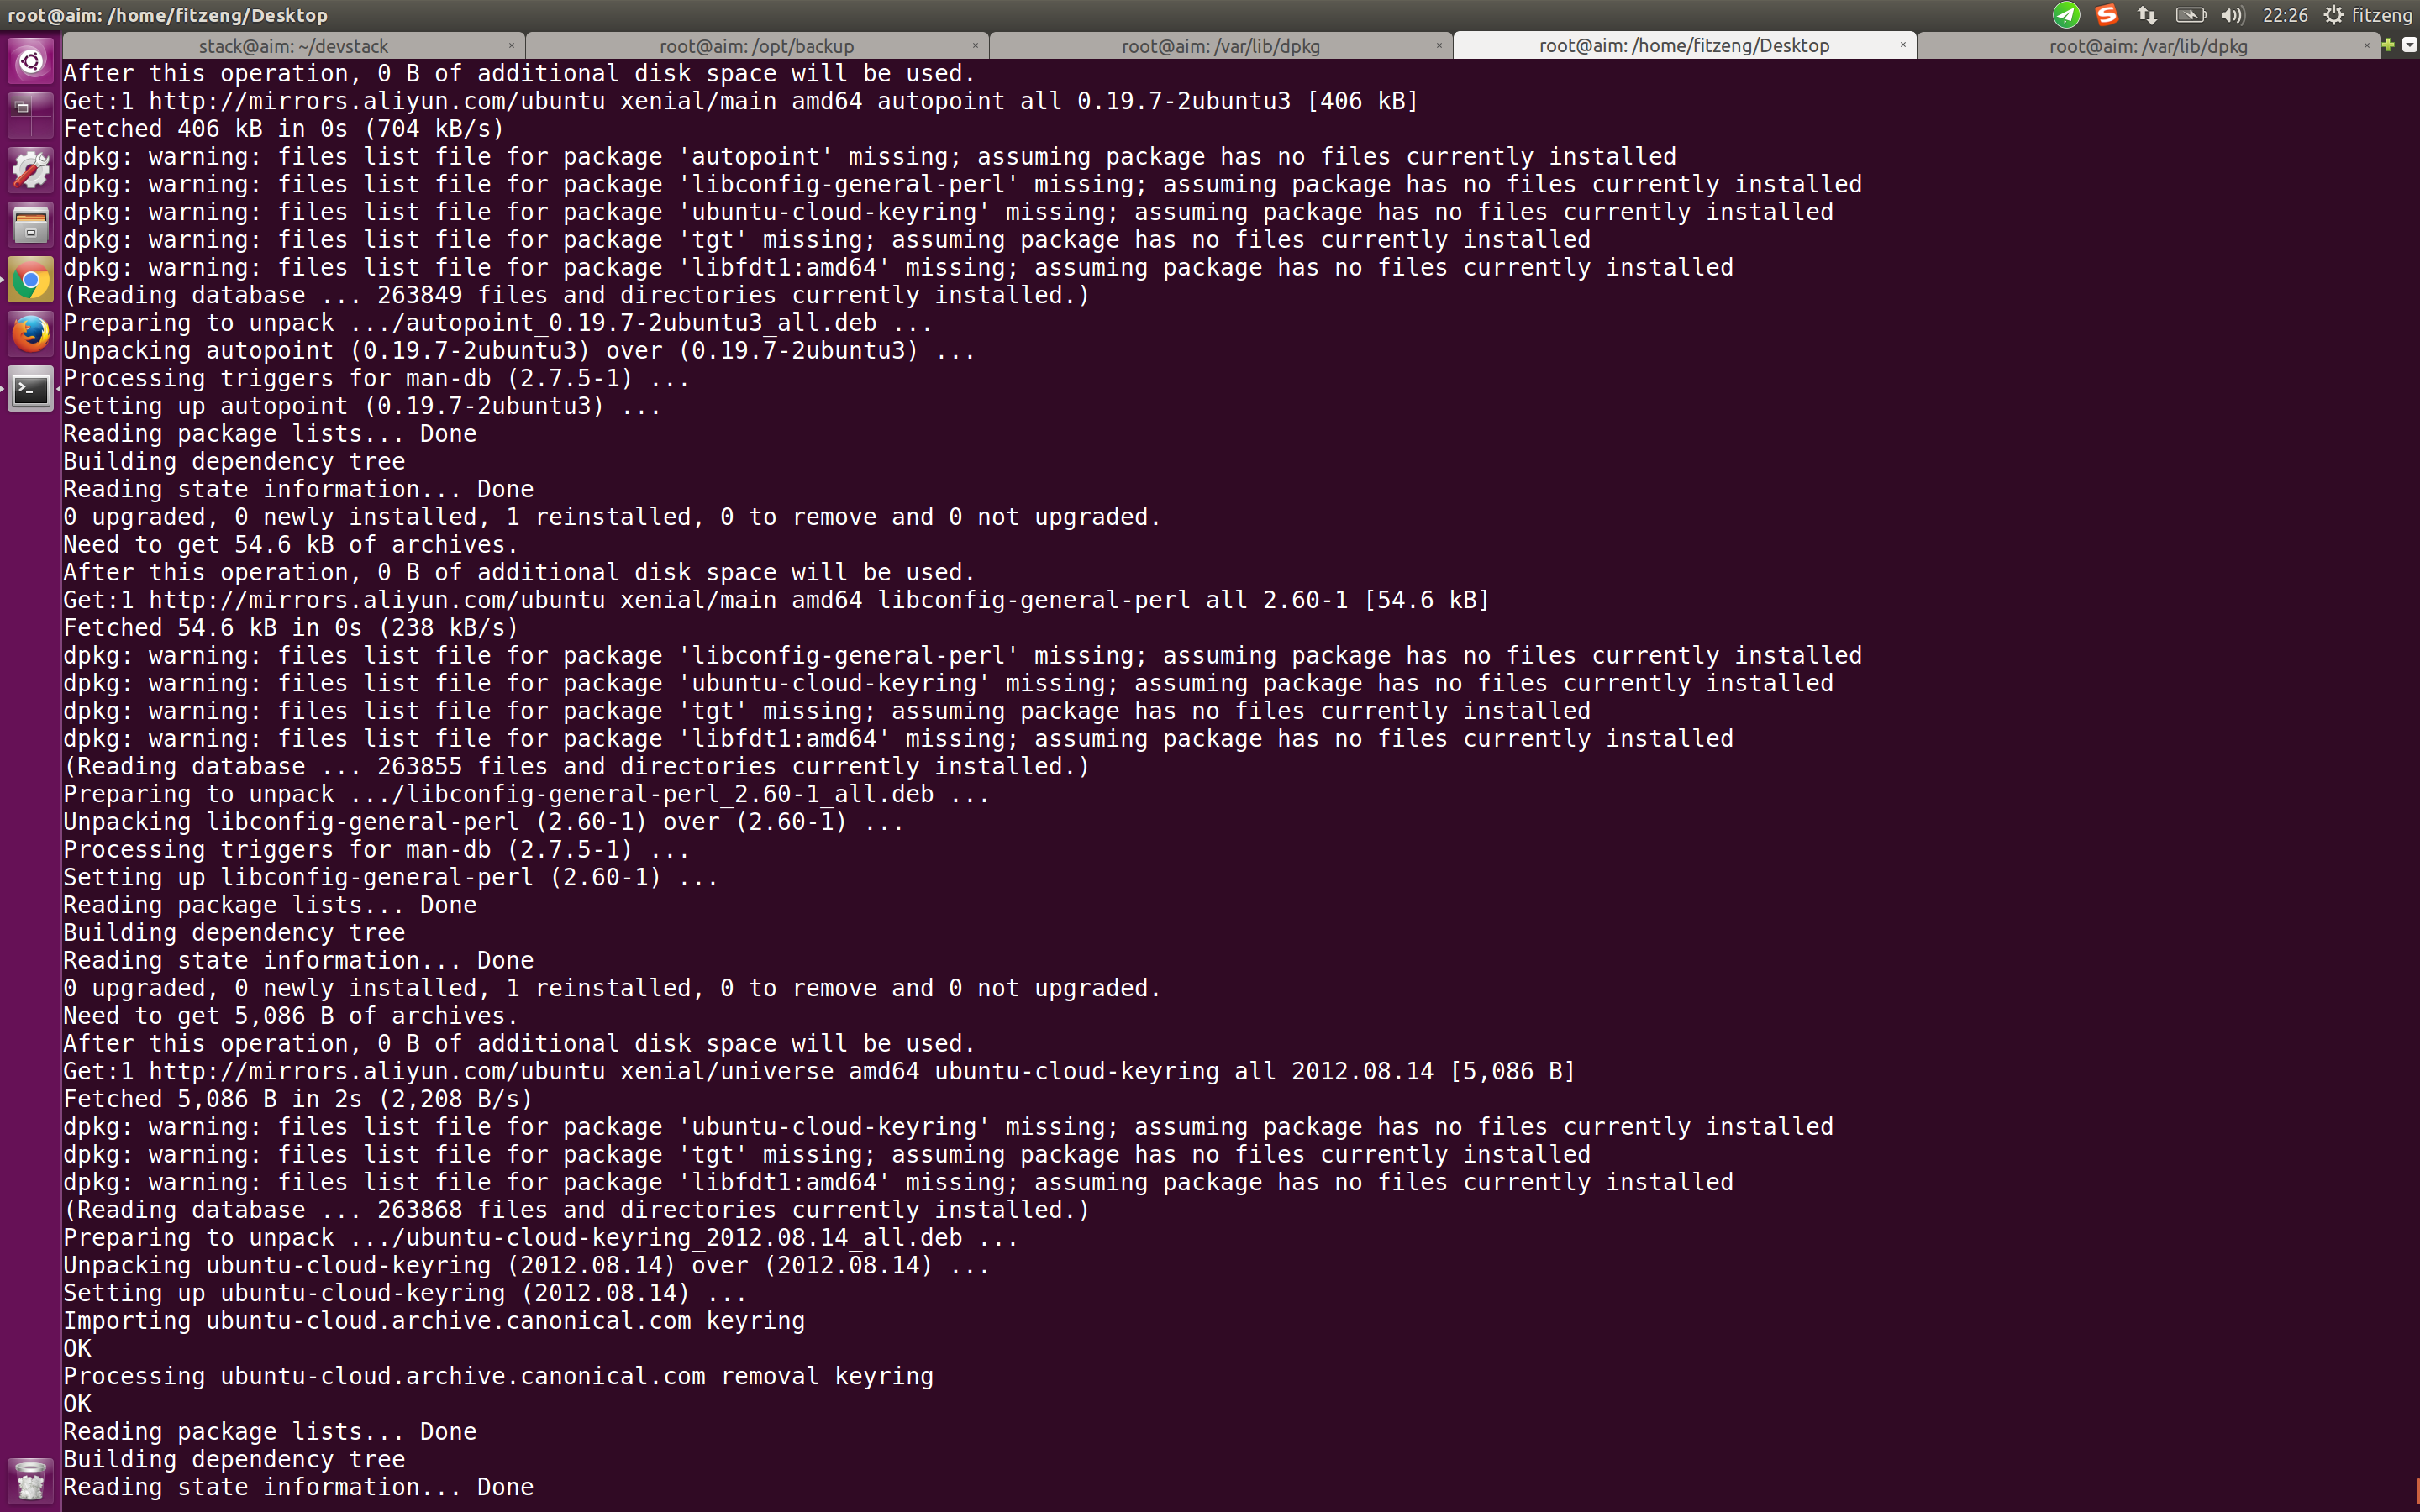 root@aim: /home/fitzeng/Desktop
22:26
fitzeng
stack@aim: ~/devstack
root@aim: /opt/backup
root@aim: /var/lib/dpkg
root@aim: /home/fitzeng/Desktop
root@aim: /var/lib/dpkg
After this operation, 0 B of additional disk space will be used.
Get:1 http://mirrors.aliyun.com/ubuntu xenial/main amd64 autopoint all 0.19.7-2ubuntu3 [406 kB]
Fetched 406 kB in 0s (704 kB/s)
dpkg: warning: files list file for package 'autopoint' missing; assuming package has no files currently installed
dpkg: warning: files list file for package 'libconfig-general-perl' missing; assuming package has no files currently installed
dpkg: warning: files list file for package 'ubuntu-cloud-keyring' missing; assuming package has no files currently installed
dpkg: warning: files list file for package 'tgt' missing; assuming package has no files currently installed
dpkg: warning: files list file for package 'libfdt1:amd64' missing; assuming package has no files currently installed
(Reading database ... 263849 files and directories currently installed.)
Preparing to unpack .../autopoint_0.19.7-2ubuntu3_all.deb ...
Unpacking autopoint (0.19.7-2ubuntu3) over (0.19.7-2ubuntu3) ...
Processing triggers for man-db (2.7.5-1) ...
Setting up autopoint (0.19.7-2ubuntu3) ...
Reading package lists... Done
Building dependency tree
Reading state information... Done
0 upgraded, 0 newly installed, 1 reinstalled, 0 to remove and 0 not upgraded.
Need to get 54.6 kB of archives.
After this operation, 0 B of additional disk space will be used.
Get:1 http://mirrors.aliyun.com/ubuntu xenial/main amd64 libconfig-general-perl all 2.60-1 [54.6 kB]
Fetched 54.6 kB in 0s (238 kB/s)
dpkg: warning: files list file for package 'libconfig-general-perl' missing; assuming package has no files currently installed
dpkg: warning: files list file for package 'ubuntu-cloud-keyring' missing; assuming package has no files currently installed
dpkg: warning: files list file for package 'tgt' missing; assuming package has no files currently installed
dpkg: warning: files list file for package 'libfdt1:amd64' missing; assuming package has no files currently installed
(Reading database ... 263855 files and directories currently installed.)
Preparing to unpack .../libconfig-general-perl_2.60-1_all.deb ...
Unpacking libconfig-general-perl (2.60-1) over (2.60-1) ...
Processing triggers for man-db (2.7.5-1) ...
Setting up libconfig-general-perl (2.60-1) ...
Reading package lists... Done
Building dependency tree
Reading state information... Done
0 upgraded, 0 newly installed, 1 reinstalled, 0 to remove and 0 not upgraded.
Need to get 5,086 B of archives.
After this operation, 0 B of additional disk space will be used.
Get:1 http://mirrors.aliyun.com/ubuntu xenial/universe amd64 ubuntu-cloud-keyring all 2012.08.14 [5,086 B]
Fetched 5,086 B in 2s (2,208 B/s)
dpkg: warning: files list file for package 'ubuntu-cloud-keyring' missing; assuming package has no files currently installed
dpkg: warning: files list file for package 'tgt' missing; assuming package has no files currently installed
dpkg: warning: files list file for package 'libfdt1:amd64' missing; assuming package has no files currently installed
(Reading database ... 263868 files and directories currently installed.)
Preparing to unpack .../ubuntu-cloud-keyring_2012.08.14_all.deb ...
Unpacking ubuntu-cloud-keyring (2012.08.14) over (2012.08.14) ...
Setting up ubuntu-cloud-keyring (2012.08.14) ...
Importing ubuntu-cloud.archive.canonical.com keyring
OK
Processing ubuntu-cloud.archive.canonical.com removal keyring
OK
Reading package lists... Done
Building dependency tree
Reading state information... Done